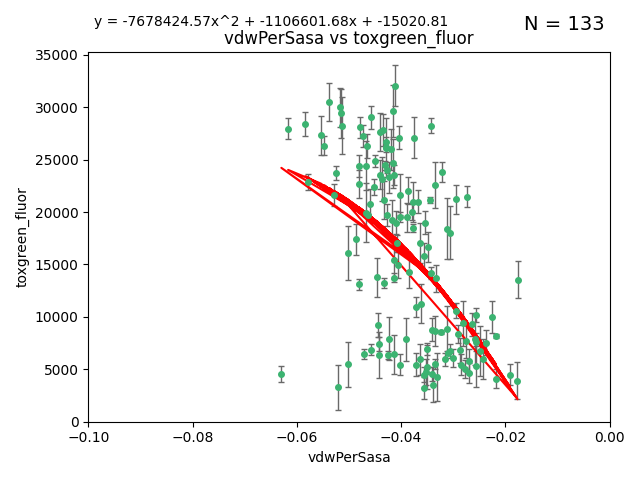 y = -7678424.57x^2 + -1106601.68x + -15020.81
N = 133
vdwPerSasa vs toxgreen_fluor
35000
30000
25000
20000
15000
10000
5000
0
toxgreen_fluor
−0.10
−0.08
−0.06
−0.04
−0.02
0.00
vdwPerSasa